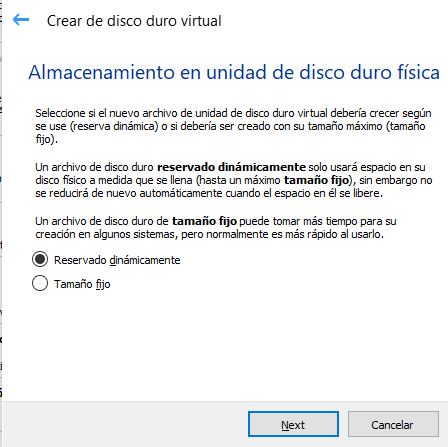 Crear de disco duro virtual
Almacenamiento en unidad de disco duro física
Seleccione si el nuevo archivo de unidad de disco duro virtual debería crecer según
se use (reserva dinámica) o si debería ser creado con su tamaño máximo (tamaño
fijo).
Un archivo de disco duro reservado dinámicamente solo usará espacio en su
disco físico a medida que se llena (hasta un máximo tamaño fijo), sin embargo no
se reducirá de nuevo automáticamente cuando el espacio en él se libere.
Un archivo de disco duro de tamaño fijo puede tomar más tiempo para su
creación en algunos sistemas, pero normalmente es más rápido al usarlo.
Reservado dinámicamente
Tamaño fijo
Next
Cancelar